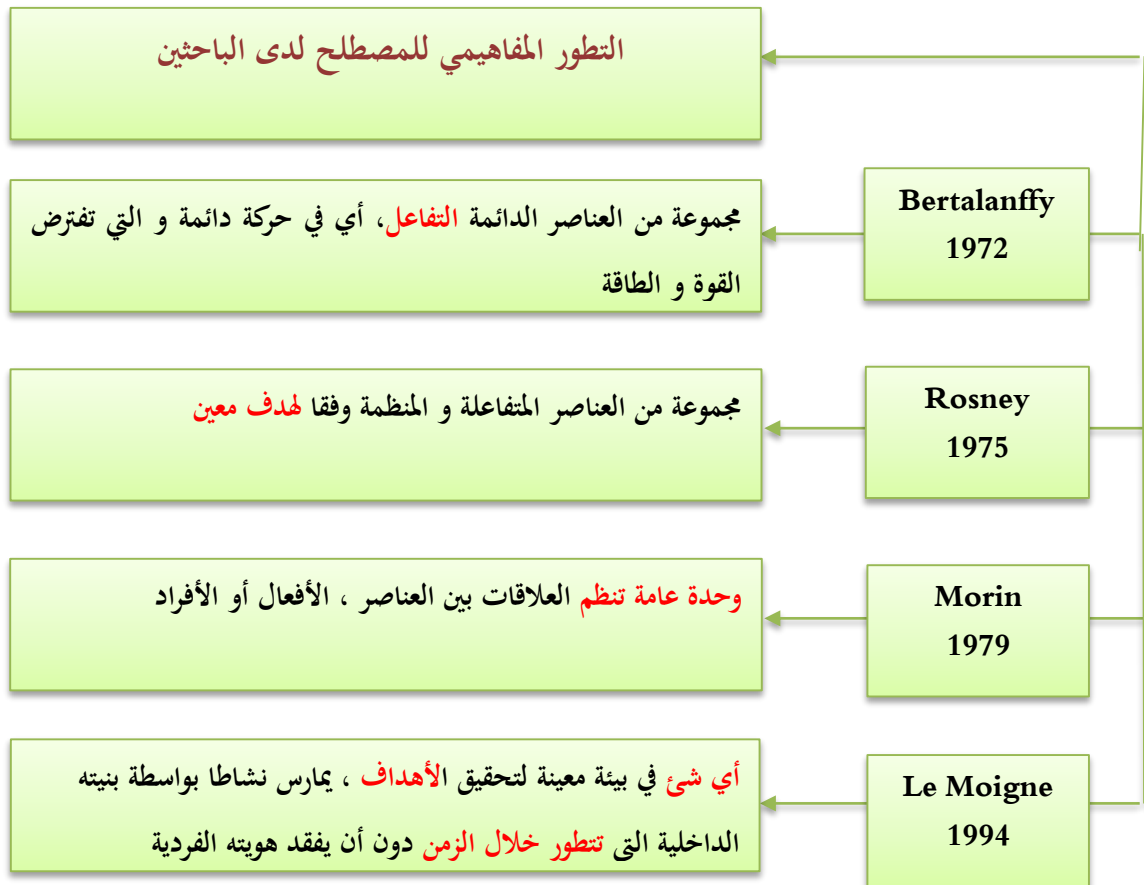 التطور المفاهيمي للمصطلح لدى الباحثين
Bertalanffy
1972
مجموعة من العناصر الدائمة التفاعل، أي في حركة دائمة و التي تفترض
القوة و الطاقة
Rosney
1975
مجموعة من العناصر المتفاعلة و المنظمة وفقا لهدف معين
Morin
1979
وحدة عامة تنظم العلاقات بين العناصر ، الأفعال أو الأفراد
Le Moigne
1994
أي شئ في بيئة معينة لتحقيق الأهداف ، يمارس نشاطا بواسطة بنيته
الداخلية التى تتطور خلال الزمن دون أن يفقد هويته الفردية